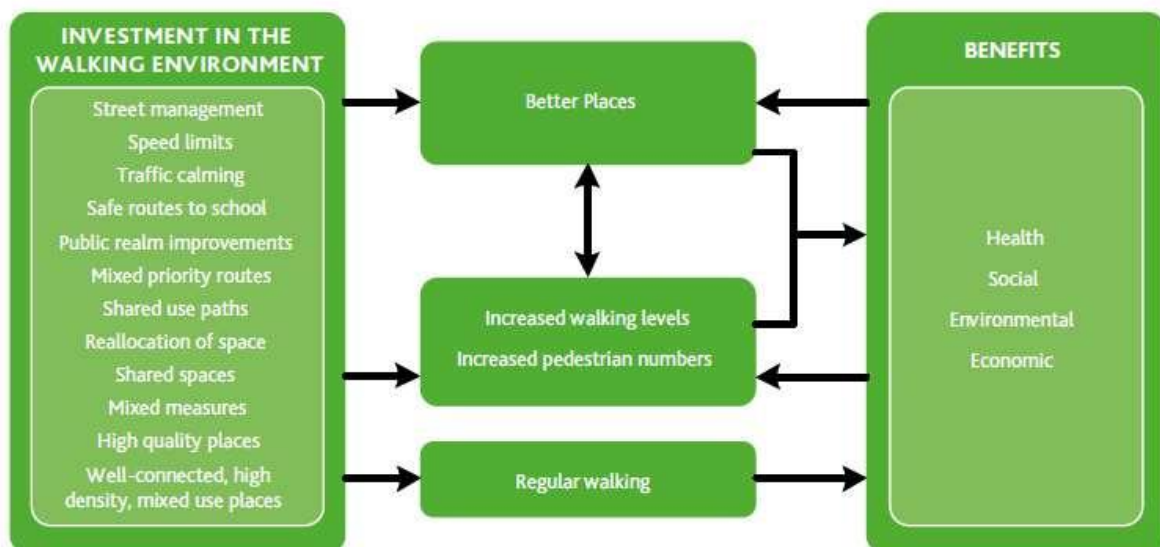 INVESTMENT IN THE
WALKING ENVIRONMENT
Street management
Speed limits
Traffic calming
Safe routes to school
Public realm improvements
Mixed priority routes
Shared use paths
Reallocation of space
Shared spaces
Mixed measures
High quality places
Well-connected, high
density, mixed use places
Better Places
Increased walking levels
Increased pedestrian numbers
Regular walking
BENEFITS
Health
Social
Environmental
Economic